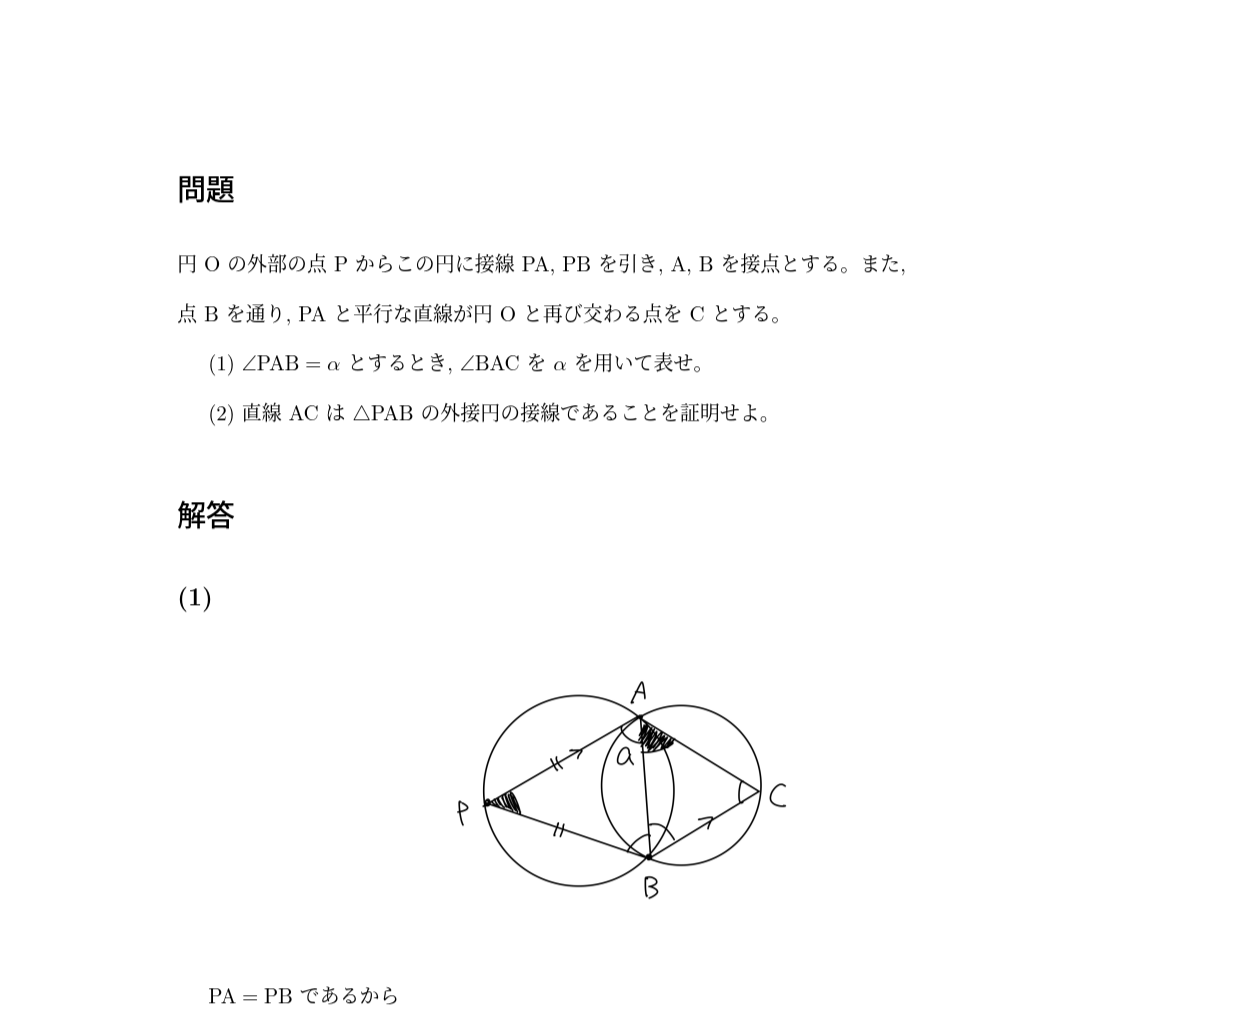 問題
円 O の外部の点 P からこの円に接線 PA, PB を引き, A, B を接点とする。また,
点 B を通り, PA と平行な直線が円 O と再び交わる点を C とする。
(1) ∠PAB = α とするとき, ∠BAC を α を用いて表せ。
(2) 直線 AC は △PAB の外接円の接線であることを証明せよ。
解答
(1)
A
a
P
C
B
PA = PB であるから